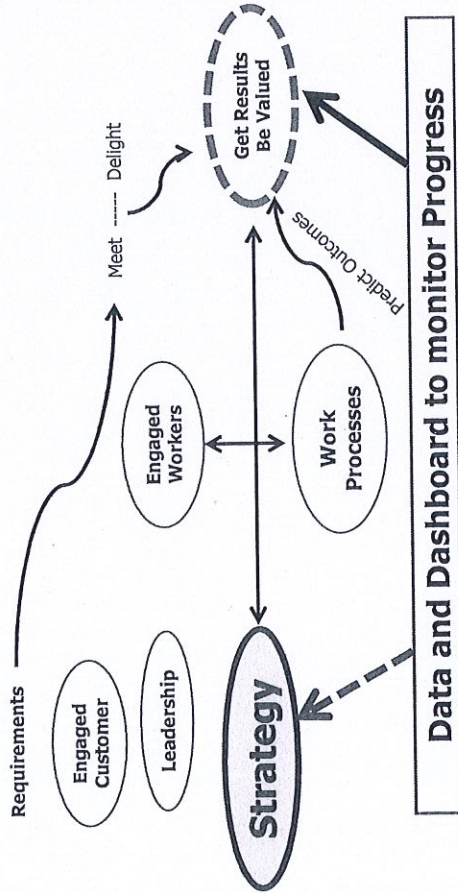 Requirements
Meet ----- Delight
Engaged
Customer
Engaged
Workers
Get Results
Be Valued
Leadership
Strategy
Work
Processes
Predict Outcomes
Data and Dashboard to monitor Progress